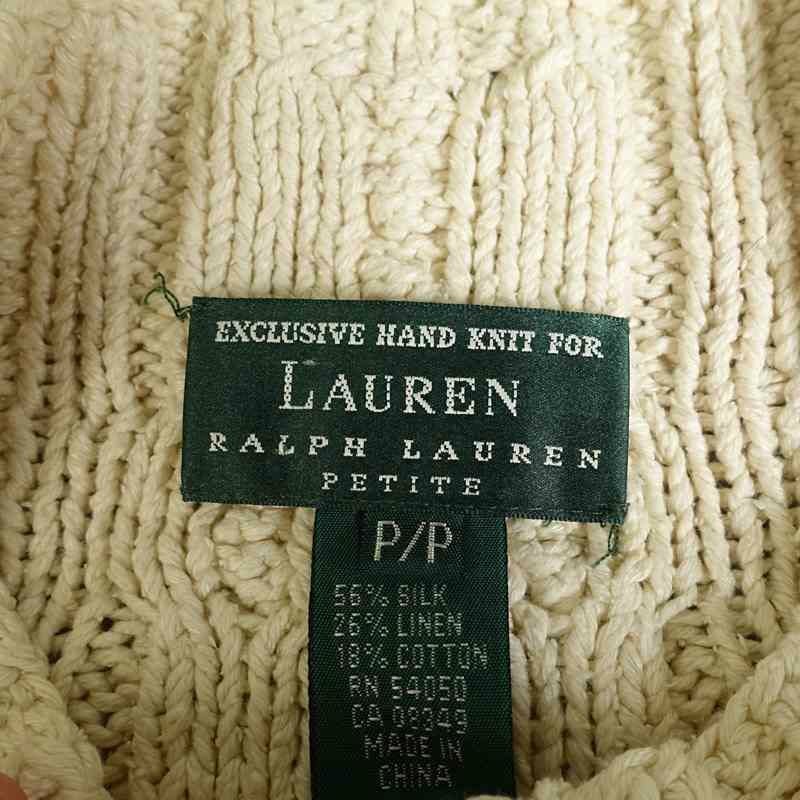 EXCLUSIVE HAND KNIT FOR
LAUREN
RALPH LAUREN
PETITE
P/P
56% SILK
26% LINEN
18% COTTON
RN 54050
CA 08349
MADE IN
CHINA